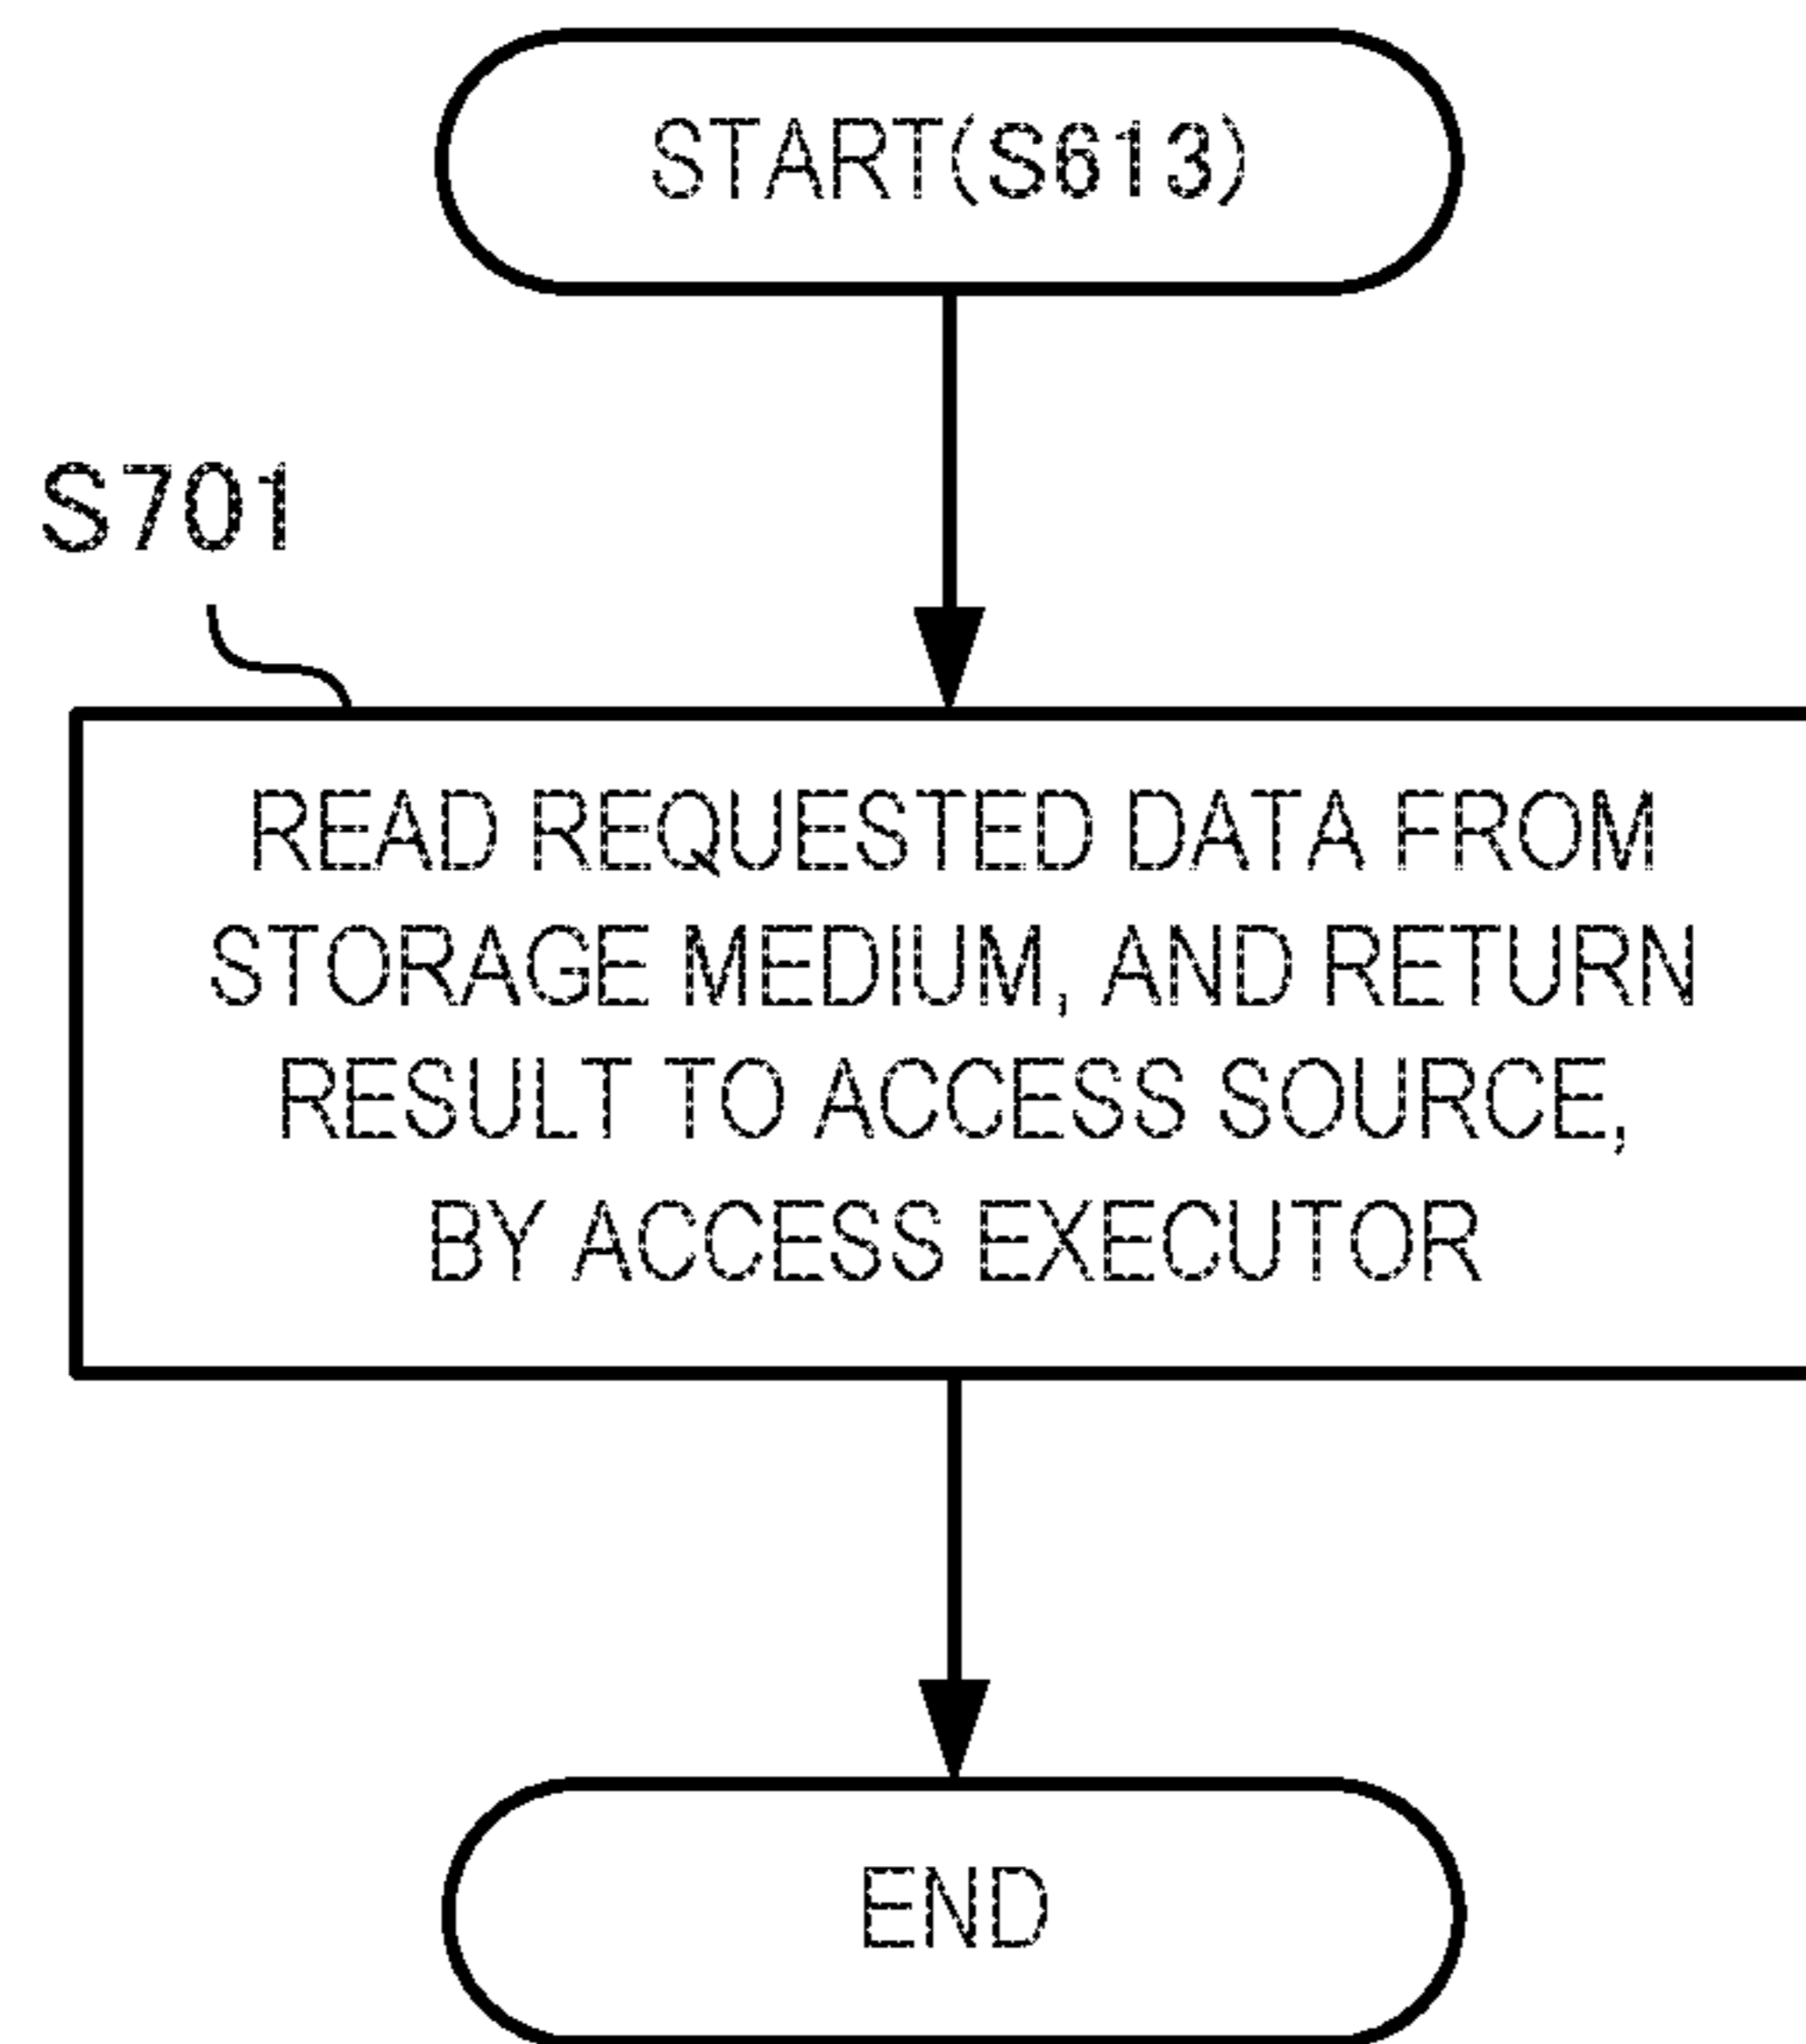 START(S613)
S701
READ REQUESTED DATA FROM
STORAGE MEDIUM, AND RETURN
RESULT TO ACCESS SOURCE,
BY ACCESS EXECUTOR
END